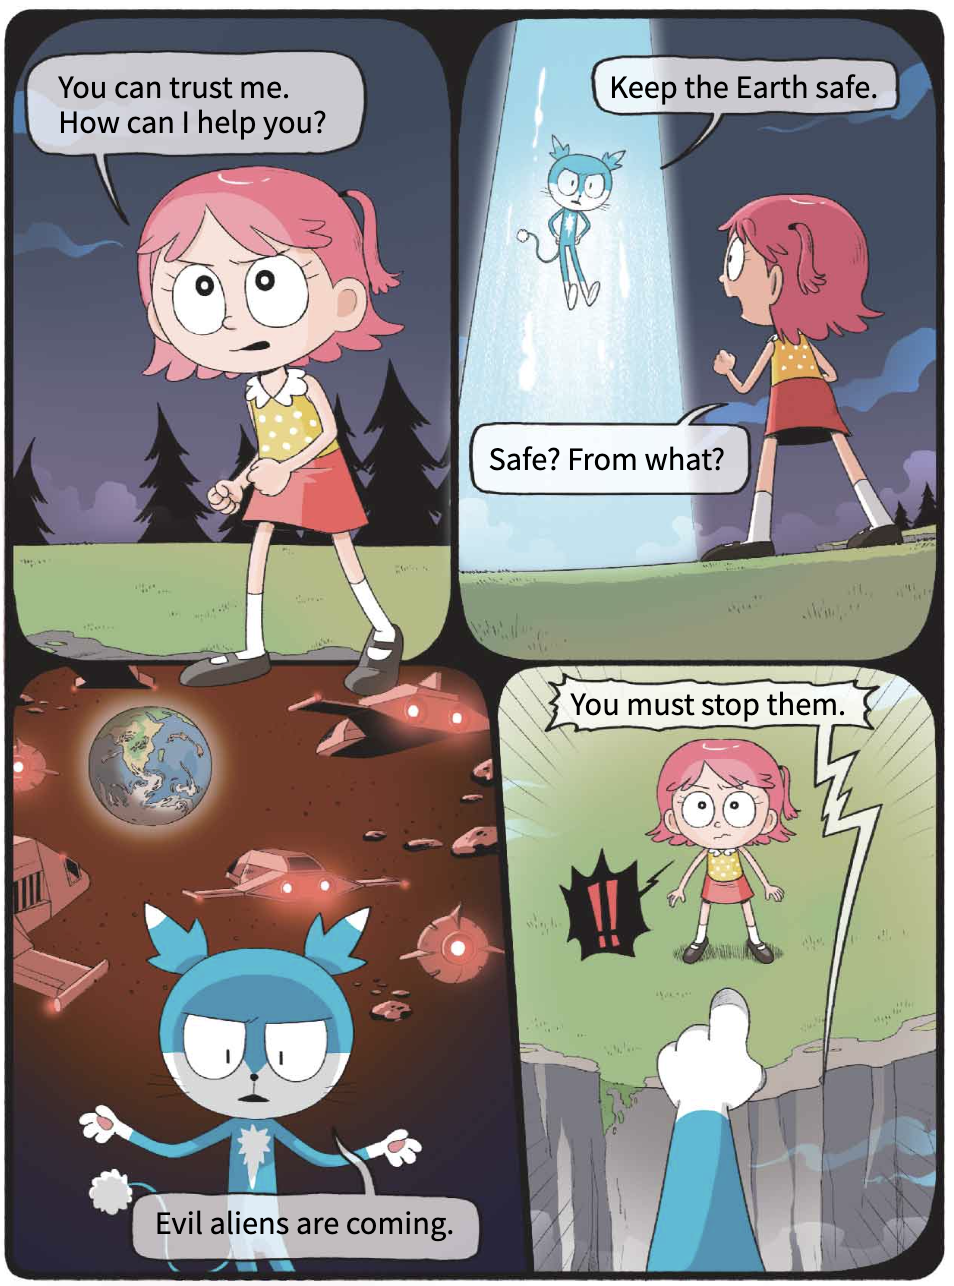 You can trust me.
How can I help you?
Keep the Earth safe.
Safe? From what?
Evil aliens are coming.
You must stop them.
!!